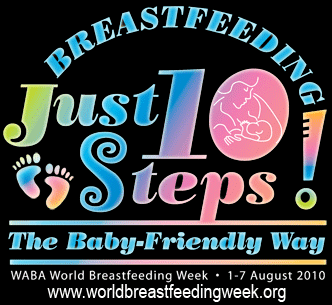 BREASTFEEDING
Just 10
Steps!
The Baby-Friendly Way
WABA World Breastfeeding Week • 1-7 August 2010
www.worldbreastfeedingweek.org